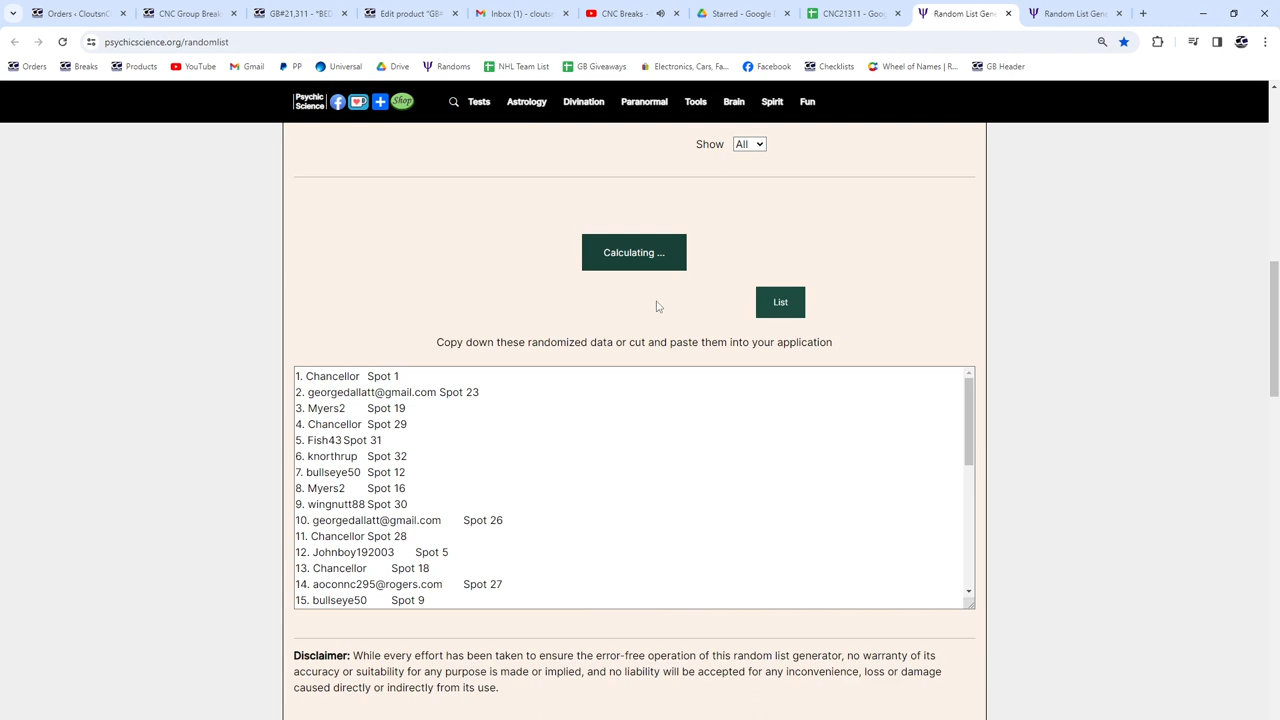 Orders ‹ CloutsnC
CNC Group Break
GB#21,311 - *BED
Edit product "GB#
Inbox (1) - clouts
CNC Breaks -
Starred - Google
CNC21311 - Goog
Random List Gene
Random List Gene
psychicscience.org/randomlist
Orders
Breaks
Products
YouTube
Gmail
PP
Universal
Drive
Randoms
NHL Team List
GB Giveaways
Electronics, Cars, Fa...
Facebook
Checklists
Wheel of Names | R...
GB Header
Psychic
Science
Shop
Tests
Astrology
Divination
Paranormal
Tools
Brain
Spirit
Fun
Show All
Calculating ...
List
Copy down these randomized data or cut and paste them into your application
1. Chancellor Spot 1
2. georgedallatt@gmail.com Spot 23
3. Myers2 Spot 19
4. Chancellor Spot 29
5. Fish43 Spot 31
6. knorthrup Spot 32
7. bullseye50 Spot 12
8. Myers2 Spot 16
9. wingnutt88 Spot 30
10. georgedallatt@gmail.com Spot 26
11. Chancellor Spot 28
12. Johnboy192003 Spot 5
13. Chancellor Spot 18
14. aoconnc295@rogers.com Spot 27
15. bullseye50 Spot 9
Disclaimer: While every effort has been taken to ensure the error-free operation of this random list generator, no warranty of its
accuracy or suitability for any purpose is made or implied, and no liability will be accepted for any inconvenience, loss or damage
caused directly or indirectly from its use.